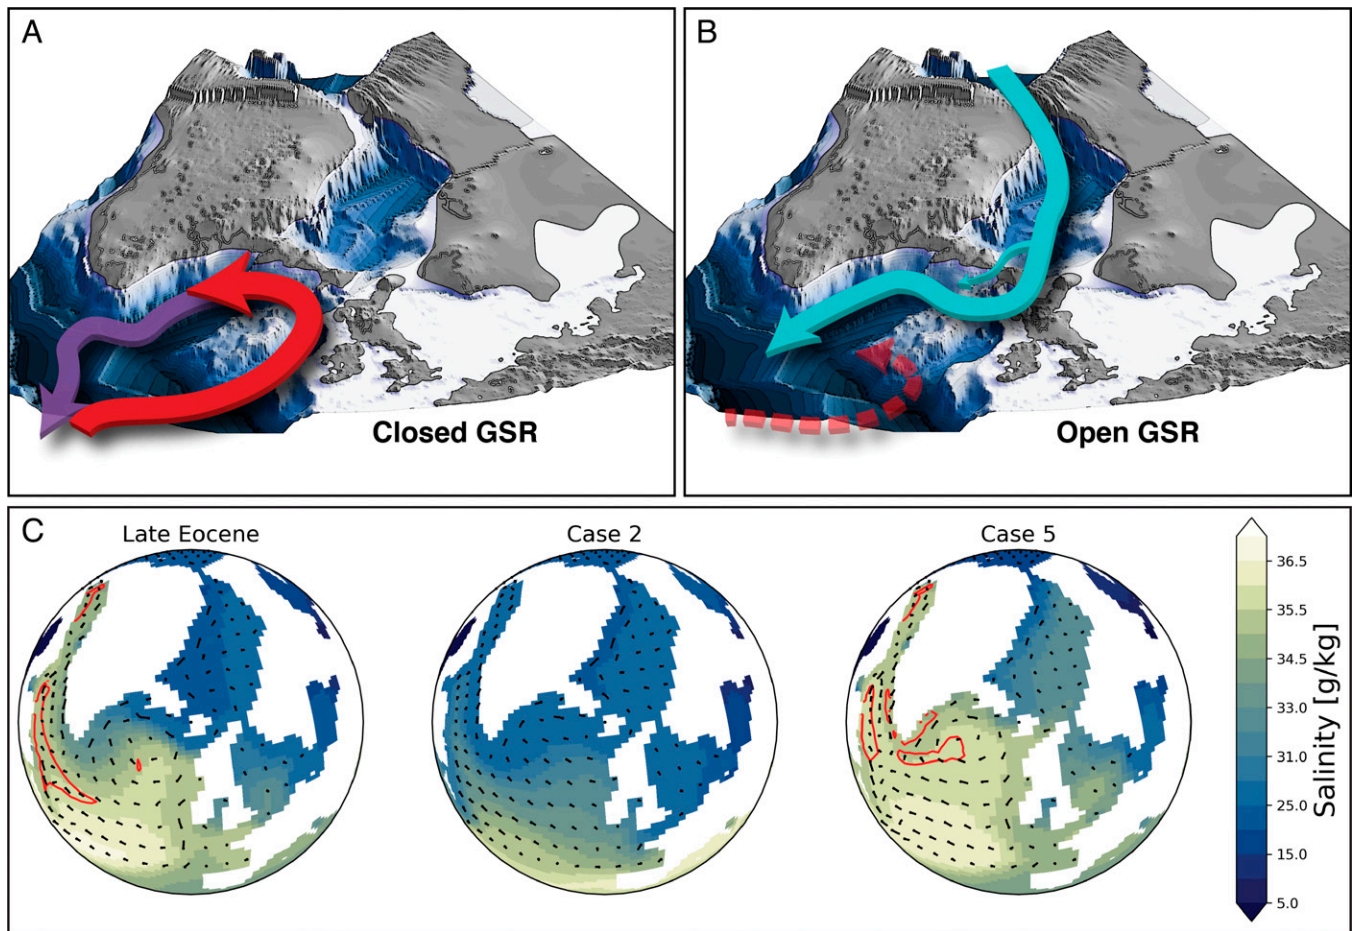 A
B
Closed GSR
Open GSR
C
Late Eocene
Case 2
Case 5
36.5
35.5
34.5
33.0
31.0
25.0
15.0
5.0
Salinity [g/kg]